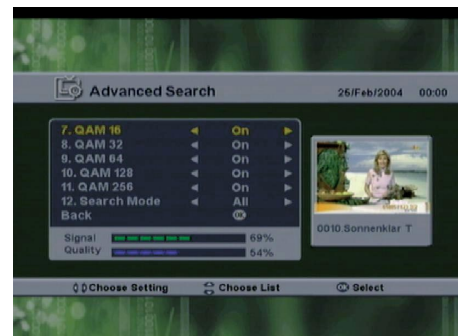 Advanced Search
26/Feb/2004 00:00
7. QAM 16 On
8. QAM 32 On
9. QAM 64 On
10. QAM 128 On
11. QAM 256 On
12. Search Mode All
Back OK
0010.Sonnenklar T
Signal 69%
Quality 54%
Choose Setting Choose List OK Select